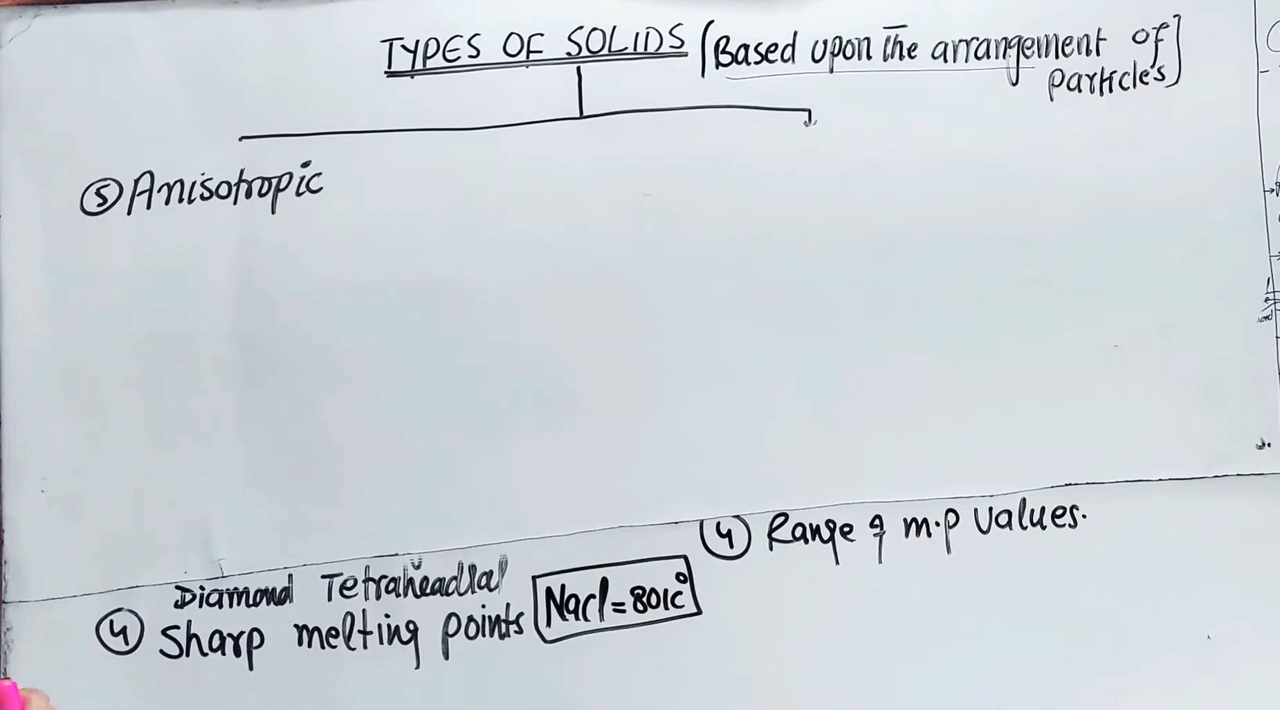 TYPES OF SOLIDS [Based upon the arrangement of
particles]
⑤ Anisotropic
④ Range of m.p values.
Diamond Tetraheadral
④ Sharp melting points NaCl = 801C°